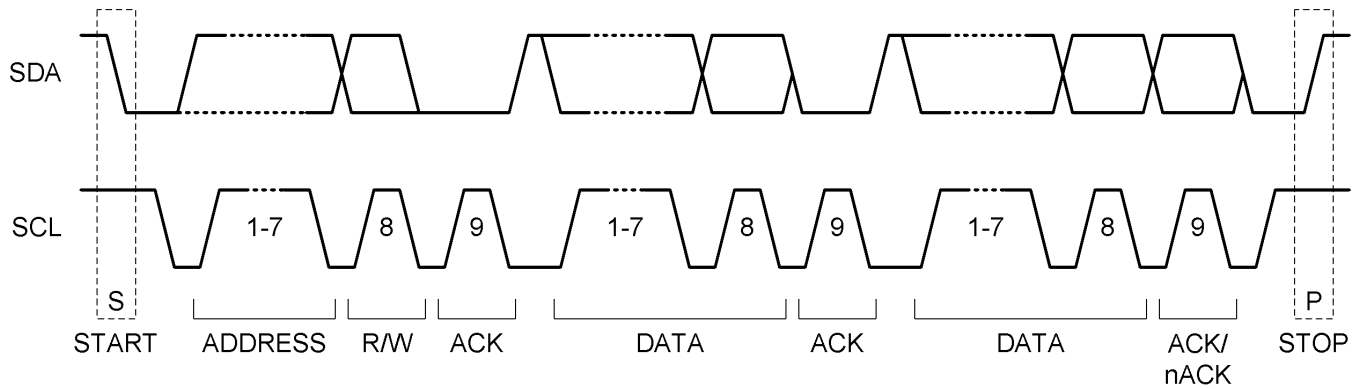 SDA
SCL 1-7 8 9 1-7 8 9 1-7 8 9
S P
START ADDRESS R/W ACK DATA ACK DATA ACK/ STOP
nACK